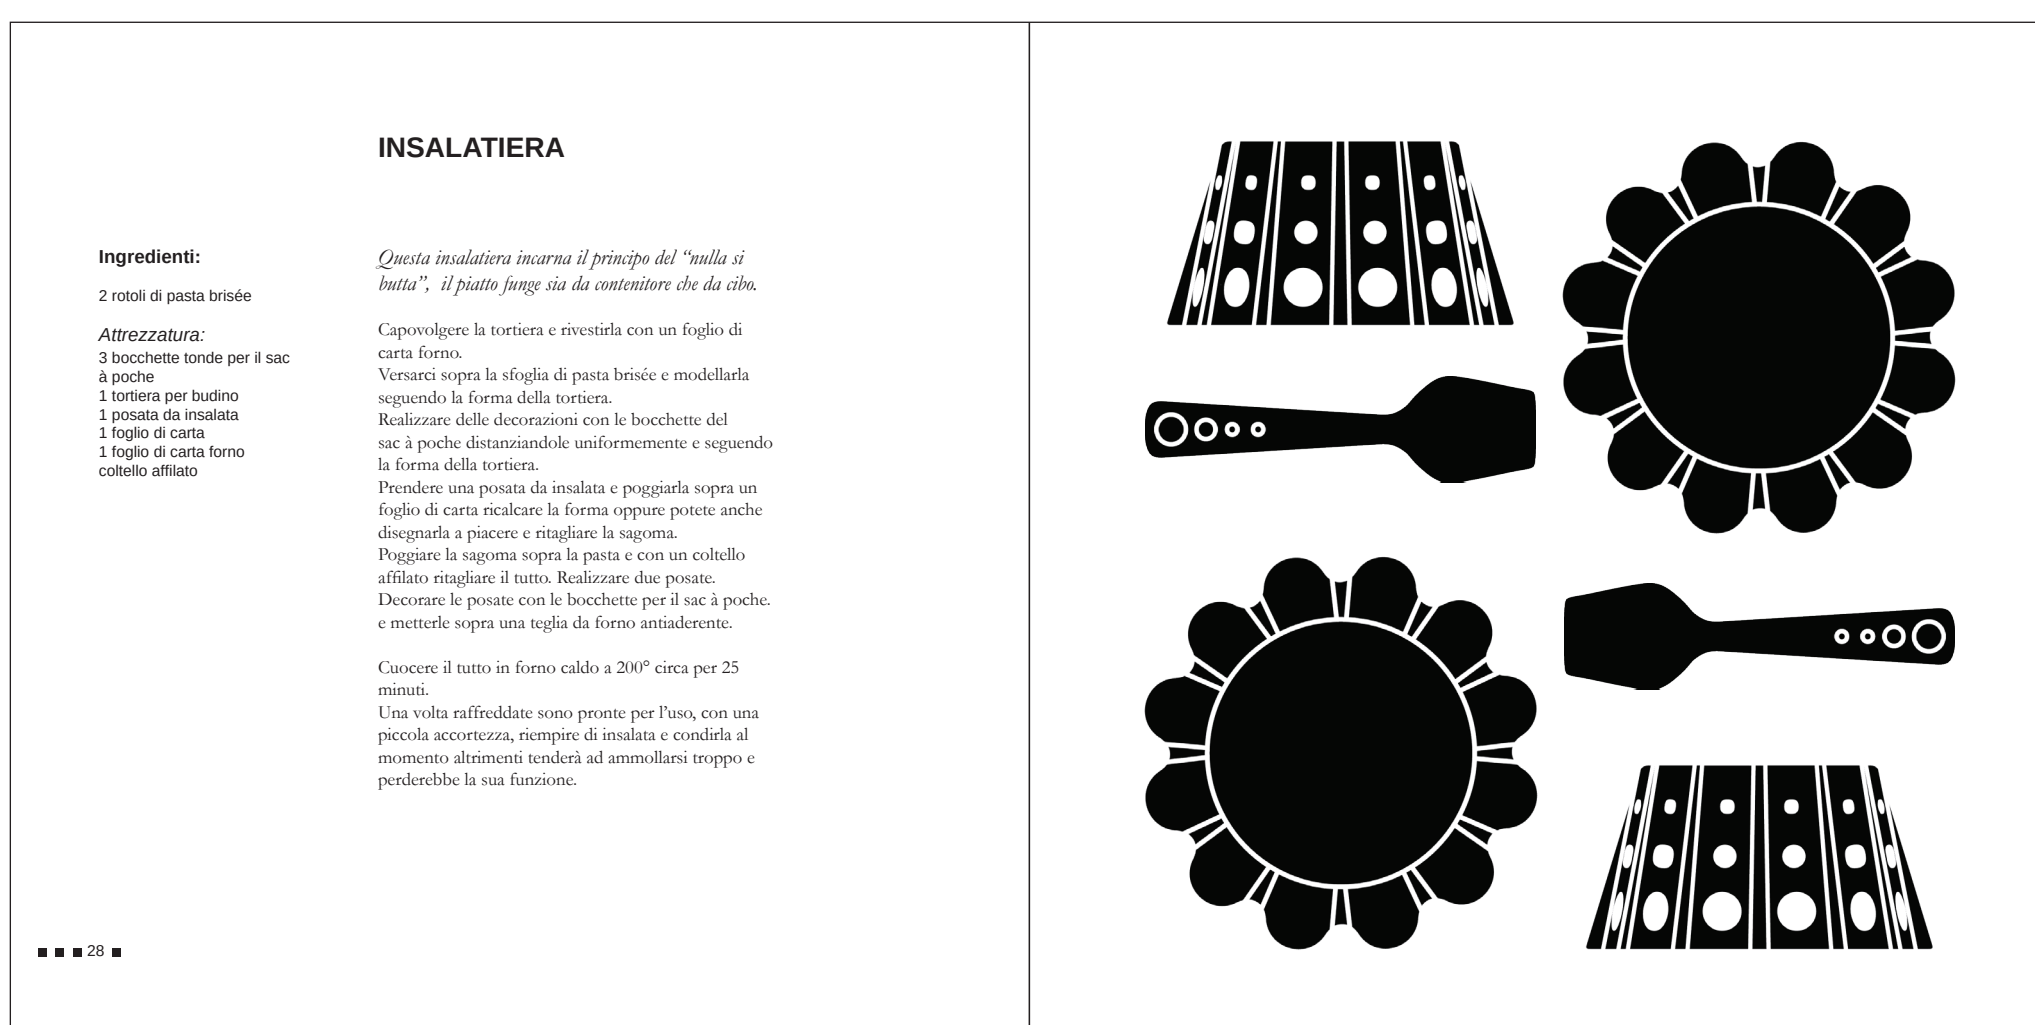 INSALATIERA
Ingredienti:
2 rotoli di pasta brisée
Attrezzatura:
3 bocchette tonde per il sac
à poche
1 tortiera per budino
1 posata da insalata
1 foglio di carta
1 foglio di carta forno
coltello affilato
Questa insalatiera incarna il principo del “nulla si
butta”,  il piatto funge sia da contenitore che da cibo.
Capovolgere la tortiera e rivestirla con un foglio di
carta forno.
Versarci sopra la sfoglia di pasta brisée e modellarla
seguendo la forma della tortiera.
Realizzare delle decorazioni con le bocchette del
sac à poche distanziandole uniformemente e seguendo
la forma della tortiera.
Prendere una posata da insalata e poggiarla sopra un
foglio di carta ricalcare la forma oppure potete anche
disegnarla a piacere e ritagliare la sagoma.
Poggiare la sagoma sopra la pasta e con un coltello
affilato ritagliare il tutto. Realizzare due posate.
Decorare le posate con le bocchette per il sac à poche.
e metterle sopra una teglia da forno antiaderente.
Cuocere il tutto in forno caldo a 200° circa per 25
minuti.
Una volta raffreddate sono pronte per l’uso, con una
piccola accortezza, riempire di insalata e condirla al
momento altrimenti tenderà ad ammollarsi troppo e
perderebbe la sua funzione.
28